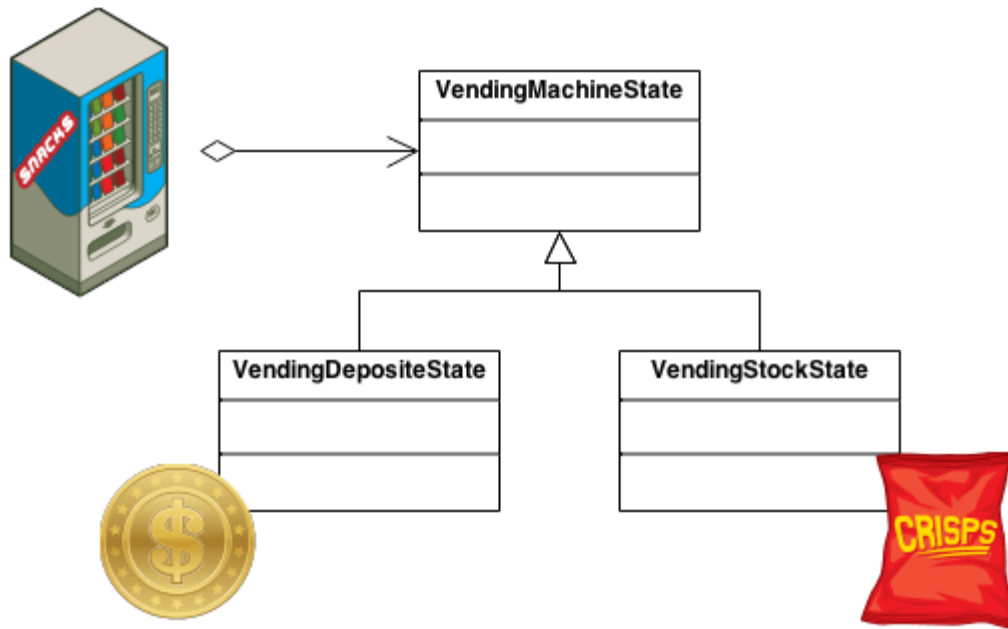 SNACKS
VendingMachineState
VendingDepositeState
VendingStockState
$
CRISPS